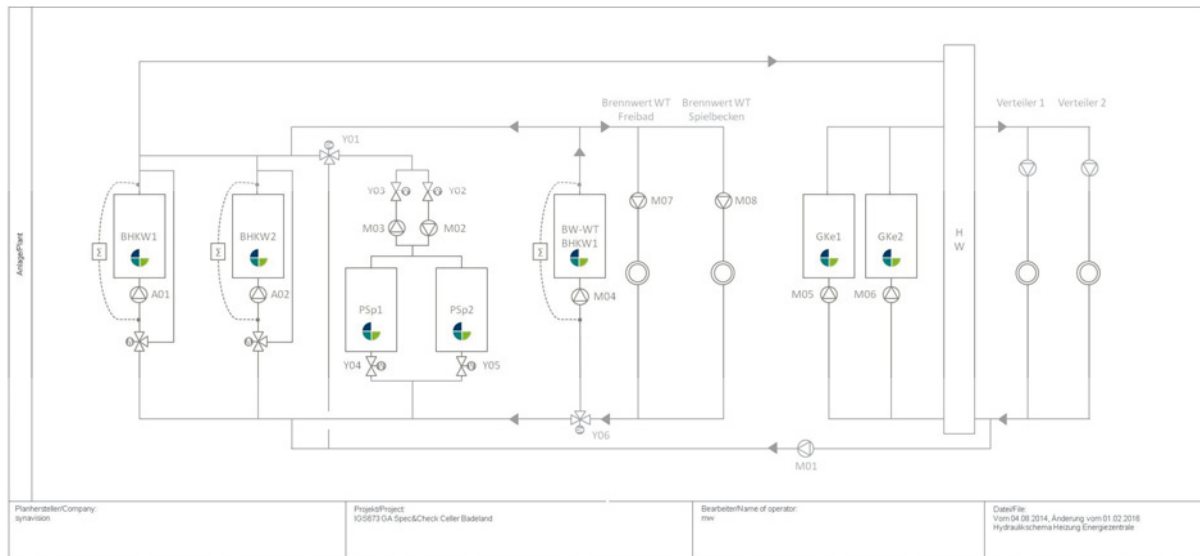 Anlage/Plant
Brennwert WT
Freibad
Brennwert WT
Spielbecken
Verteiler 1
Verteiler 2
Y01
Y03
Y02
M03
M02
M07
M08
BHKW1
BHKW2
BW-WT
BHKW1
GKe1
GKe2
H
W
Σ
Σ
Σ
A01
A02
M04
M05
M06
PSp1
PSp2
Y04
Y05
Y06
M01
Planhersteller/Company:
synavision
Projekt/Project:
IGS673 GA Spec&Check Celler Badeland
Bearbeiter/Name of operator:
mw
Datei/File:
Vom 04.08.2014, Änderung vom 01.02.2016
Hydraulikschema Heizung Energiezentrale